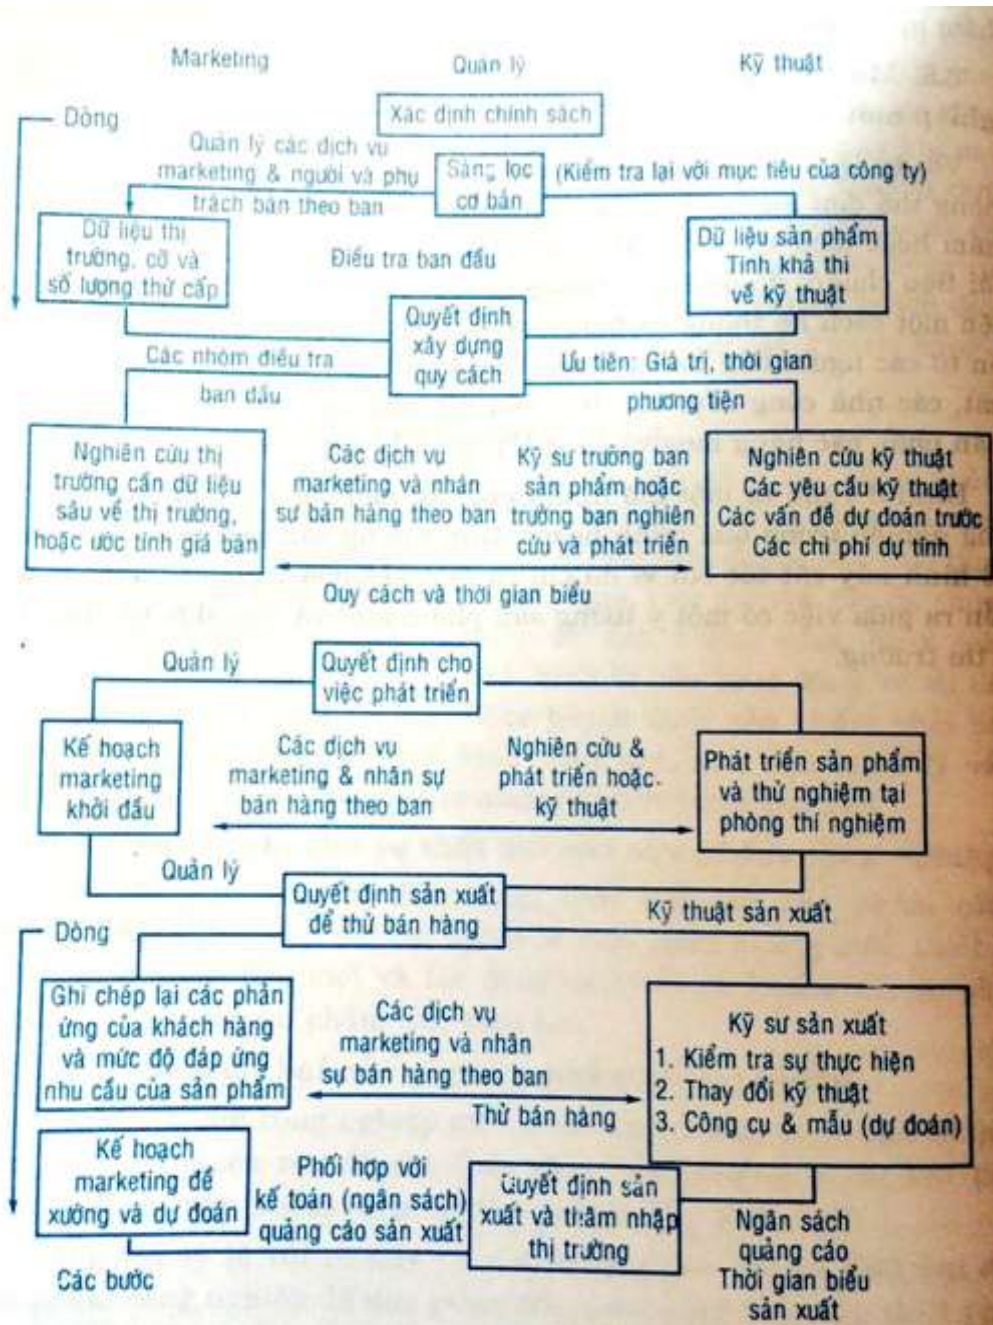 Marketing
Quản lý
Kỹ thuật
Dòng
Xác định chính sách
Quản lý các dịch vụ
marketing & người và phụ
trách bán theo ban
Sàng lọc
cơ bản
(Kiểm tra lại với mục tiêu của công ty)
Dữ liệu thị
trường, cỡ và
số lượng thứ cấp
Điều tra ban đầu
Dữ liệu sản phẩm
Tinh khả thi
về kỹ thuật
Quyết định
xây dựng
quy cách
Các nhóm điều tra
ban đầu
Ưu tiên: Giá trị, thời gian
phương tiện
Nghiên cứu thị
trường cần dữ liệu
sâu về thị trường,
hoặc ước tính giá bán
Các dịch vụ
marketing và nhân
sự bán hàng theo ban
Kỹ sư trưởng ban
sản phẩm hoặc
trưởng ban nghiên
cứu và phát triển
Nghiên cứu kỹ thuật
Các yêu cầu kỹ thuật
Các vấn đề dự đoán trước
Các chi phí dự tính
Quy cách và thời gian biểu
Quản lý
Quyết định cho
việc phát triển
Kế hoạch
marketing
khởi đầu
Các dịch vụ
marketing & nhân sự
bán hàng theo ban
Nghiên cứu &
phát triển hoặc.
kỹ thuật
Phát triển sản phẩm
và thử nghiệm tại
phòng thí nghiệm
Quản lý
Quyết định sản xuất
để thử bán hàng
Kỹ thuật sản xuất
Dòng
Ghi chép lại các phản
ứng của khách hàng
và mức độ đáp ứng
nhu cầu của sản phẩm
Các dịch vụ
marketing và nhân
sự bán hàng theo ban
Thử bán hàng
Kỹ sư sản xuất
1. Kiểm tra sự thực hiện
2. Thay đổi kỹ thuật
3. Công cụ & mẫu (dự đoán)
Kế hoạch
marketing để
xưởng và dự đoán
Phối hợp với
kế toán (ngân sách)
quảng cáo sản xuất
Quyết định sản
xuất và thâm nhập
thị trường
Ngân sách
quảng cáo
Thời gian biểu
sản xuất
Các bước